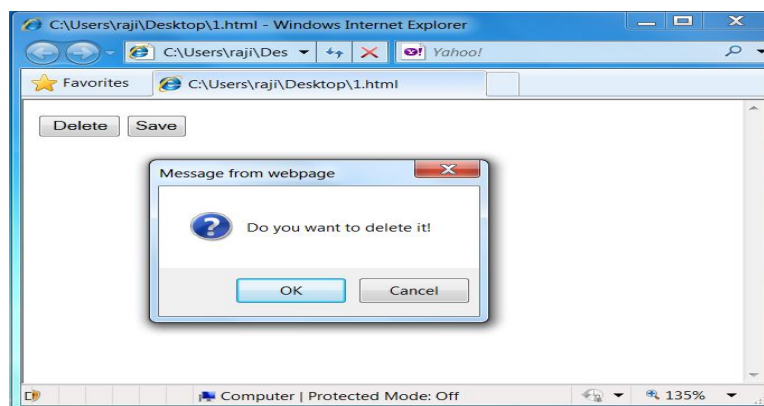 C:\Users\raji\Desktop\1.html - Windows Internet Explorer
C:\Users\raji\Des Yahoo!
Favorites C:\Users\raji\Desktop\1.html
Delete Save
Message from webpage
Do you want to delete it!
OK Cancel
Computer | Protected Mode: Off 135%